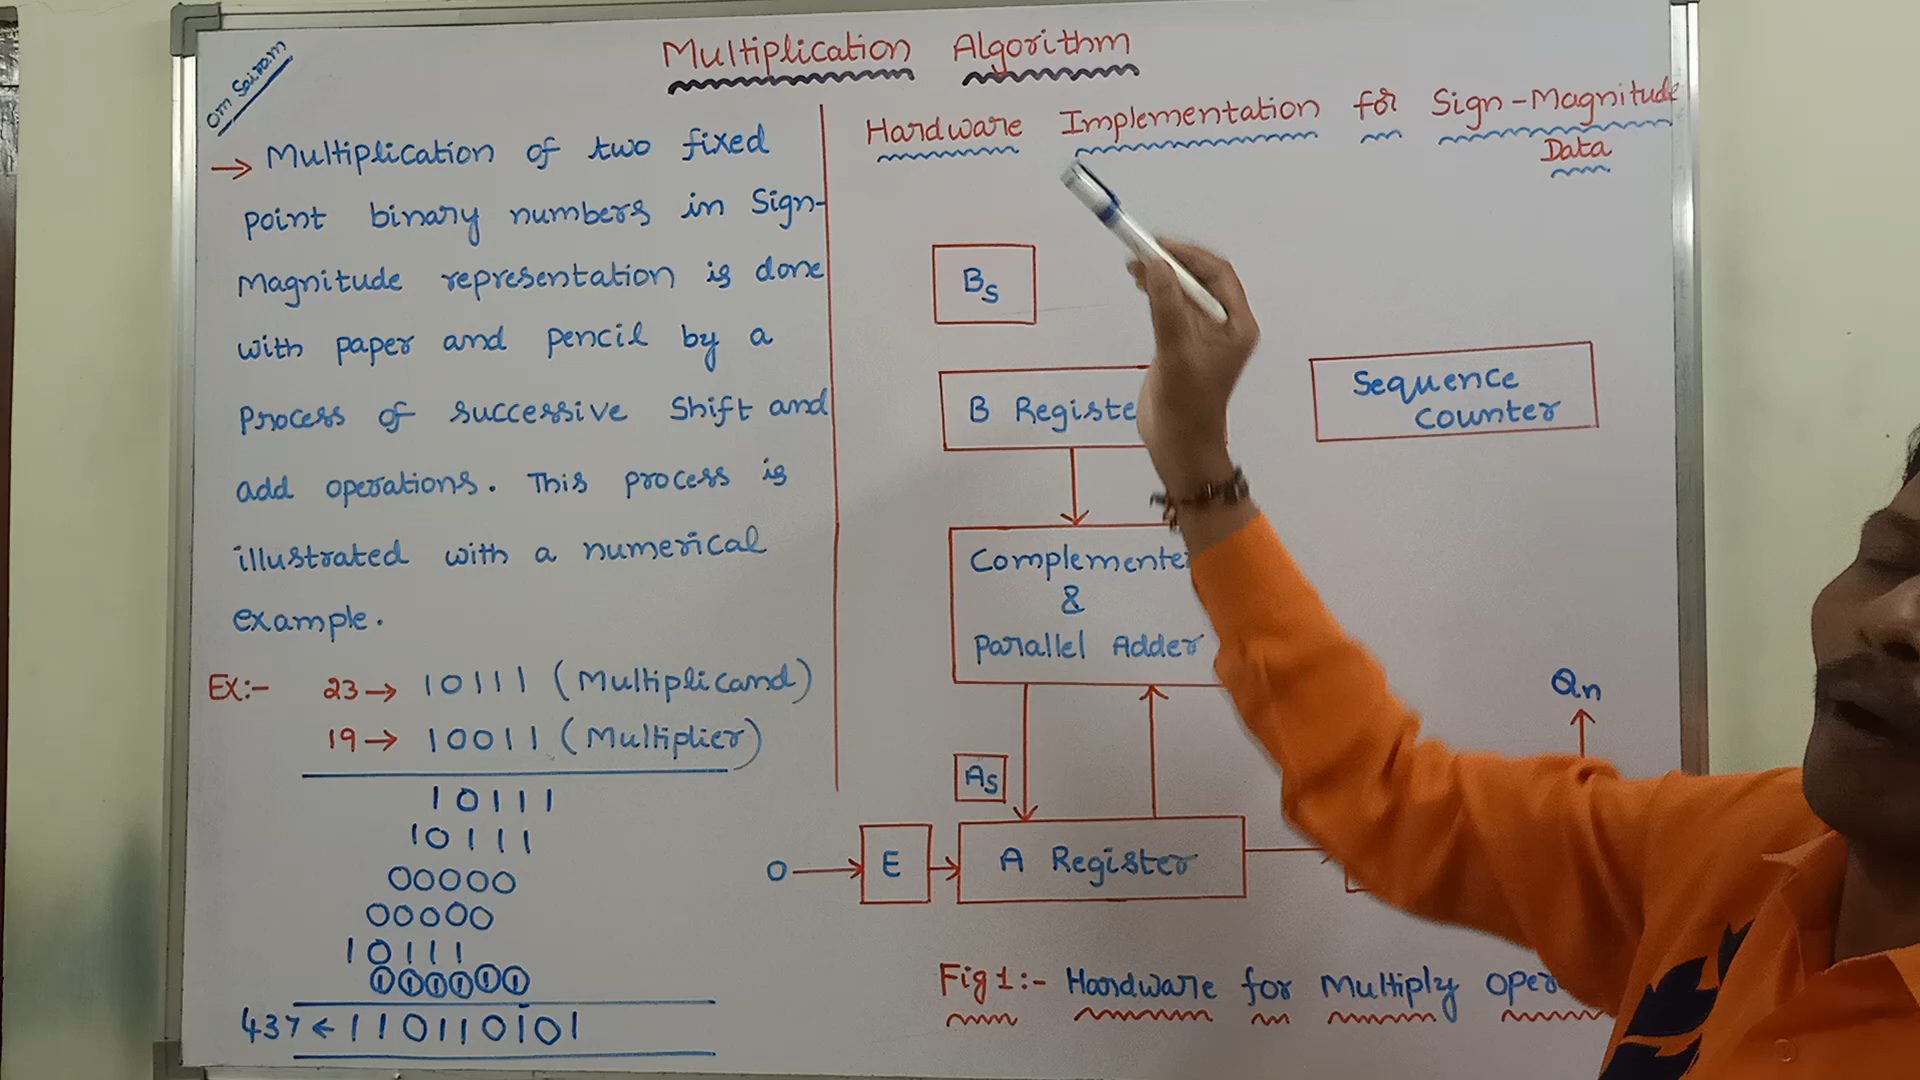 Om Sairam
Multiplication Algorithm
→ Multiplication of two fixed
point binary numbers in Sign-
Magnitude representation is done
with paper and pencil by a
Process of successive Shift and
add operations. This process is
illustrated with a numerical
example.
Ex:- 23 → 10111 (Multiplicand)
19 → 10011 (Multiplier)
10111
10111
00000
00000
10111
①①①①①①
437 ← 110110101
Hardware Implementation for Sign-Magnitude
Data
Bs
B Registe
Sequence
Counter
Complemente
&
Parallel Adder
Qn
As
0 → E
A Register
Fig 1:- Hardware for Multiply